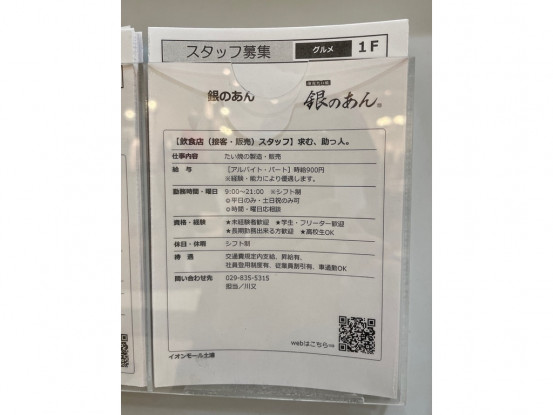 スタッフ募集 グルメ 1F
銀のあん 銀のあん
【飲食店（接客・販売）スタッフ】求む、助っ人。
仕事内容 たい焼の製造・販売
給 与 【アルバイト・パート】時給900円
※経験・能力により優遇します。
勤務時間・曜日 9:00～21:00 ※シフト制
◎平日のみ・土日祝のみ可
◎時間・曜日応相談
資格・経験 ★未経験者歓迎 ★学生・フリーター歓迎
★長期勤務出来る方歓迎 ★高校生OK
休日・休暇 シフト制
待 遇 交通費規定内支給、昇給有、
社員登用制度有、従業員割引有、車通勤OK
問い合わせ先 029-835-5315
担当／川又
webはこちら⇒
イオンモール土浦